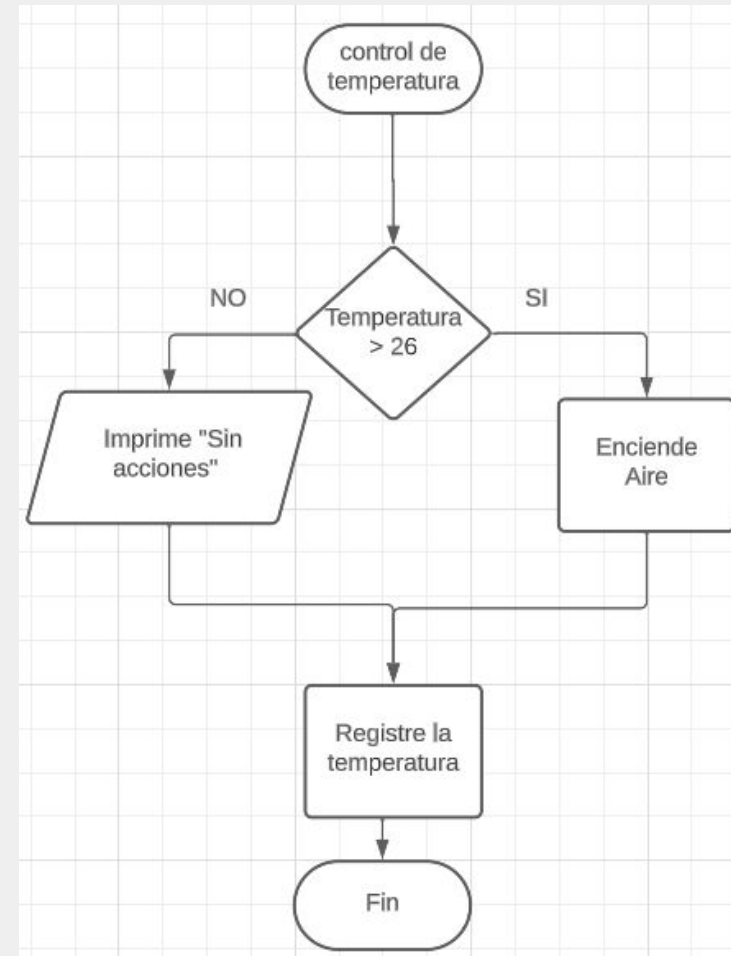 control de
temperatura
NO
SI
Temperatura
> 26
Imprime "Sin
acciones"
Enciende
Aire
Registre la
temperatura
Fin